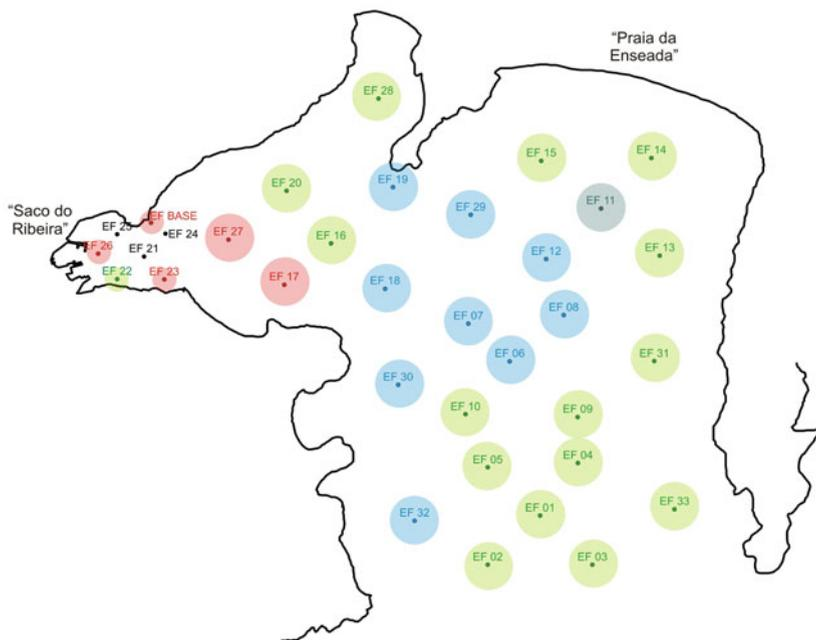 “Praia da
Enseada”
EF 28
EF 15
EF 14
EF 20
EF 19
EF 11
“Saco do
Ribeira”
EF BASE
EF 29
EF 25
EF 24
EF 27
EF 16
EF 26
EF 21
EF 12
EF 13
EF 22
EF 23
EF 17
EF 18
EF 07
EF 08
EF 06
EF 31
EF 30
EF 10
EF 09
EF 05
EF 04
EF 32
EF 01
EF 33
EF 02
EF 03